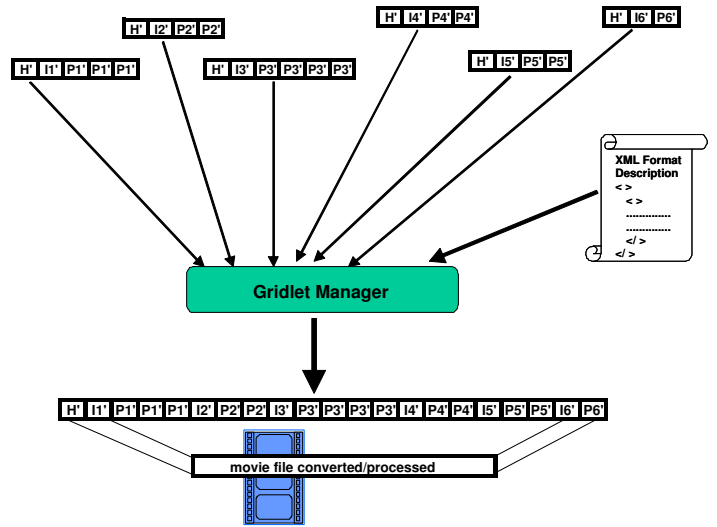 H' I4' P4' P4'
H' I6' P6'
H' I2' P2' P2'
H' I5' P5' P5'
H' I1' P1' P1' P1'
H' I3' P3' P3' P3' P3'
XML Format
Description
< >
< >
..............
..............
</ >
</ >
Gridlet Manager
H' I1' P1' P1' P1' I2' P2' P2' I3' P3' P3' P3' P3' I4' P4' P4' I5' P5' P5' I6' P6'
movie file converted/processed